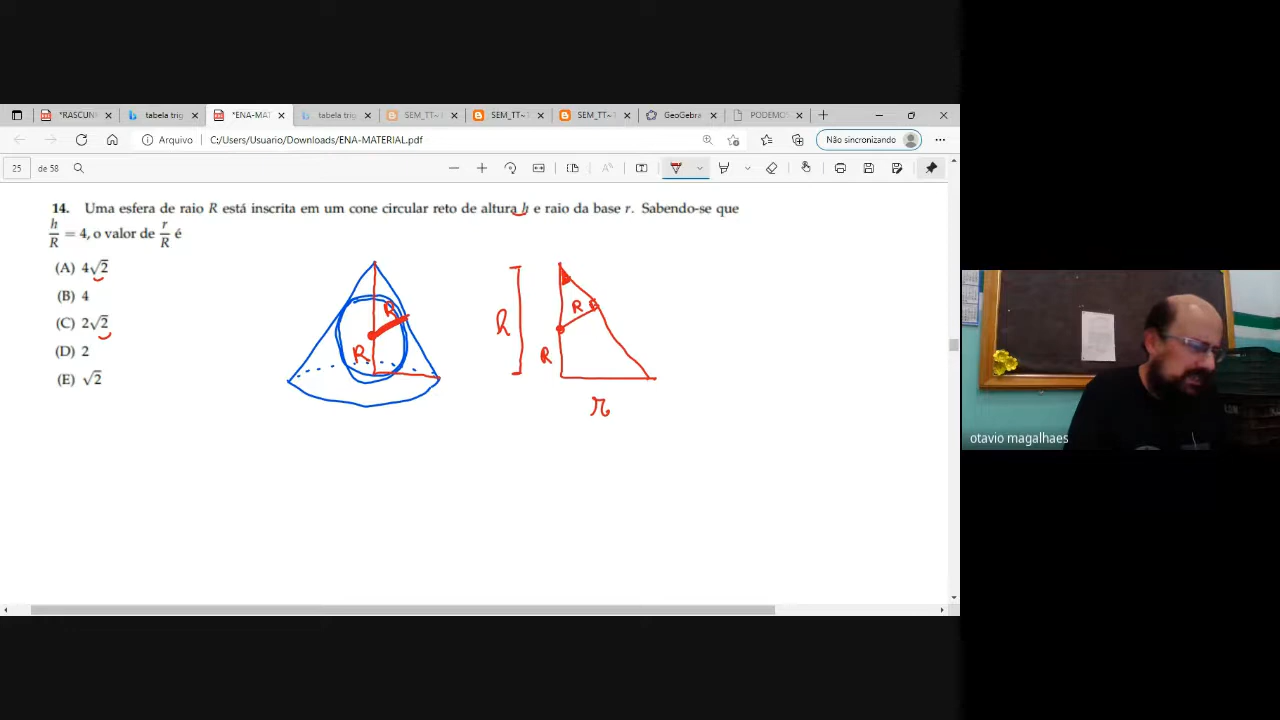 *RASCUN
tabela trig
*ENA-MAT
tabela trig
SEM_TT~
SEM_TT~1
SEM_TT~
GeoGebra
PODEMO
Arquivo
C:/Users/Usuario/Downloads/ENA-MATERIAL.pdf
Não sincronizando
25 de 58
14. Uma esfera de raio R está inscrita em um cone circular reto de altura h e raio da base r. Sabendo-se que
h/R = 4, o valor de r/R é
(A) 4√2
(B) 4
(C) 2√2
(D) 2
(E) √2
R
R
h
R
R
r
otavio magalhaes